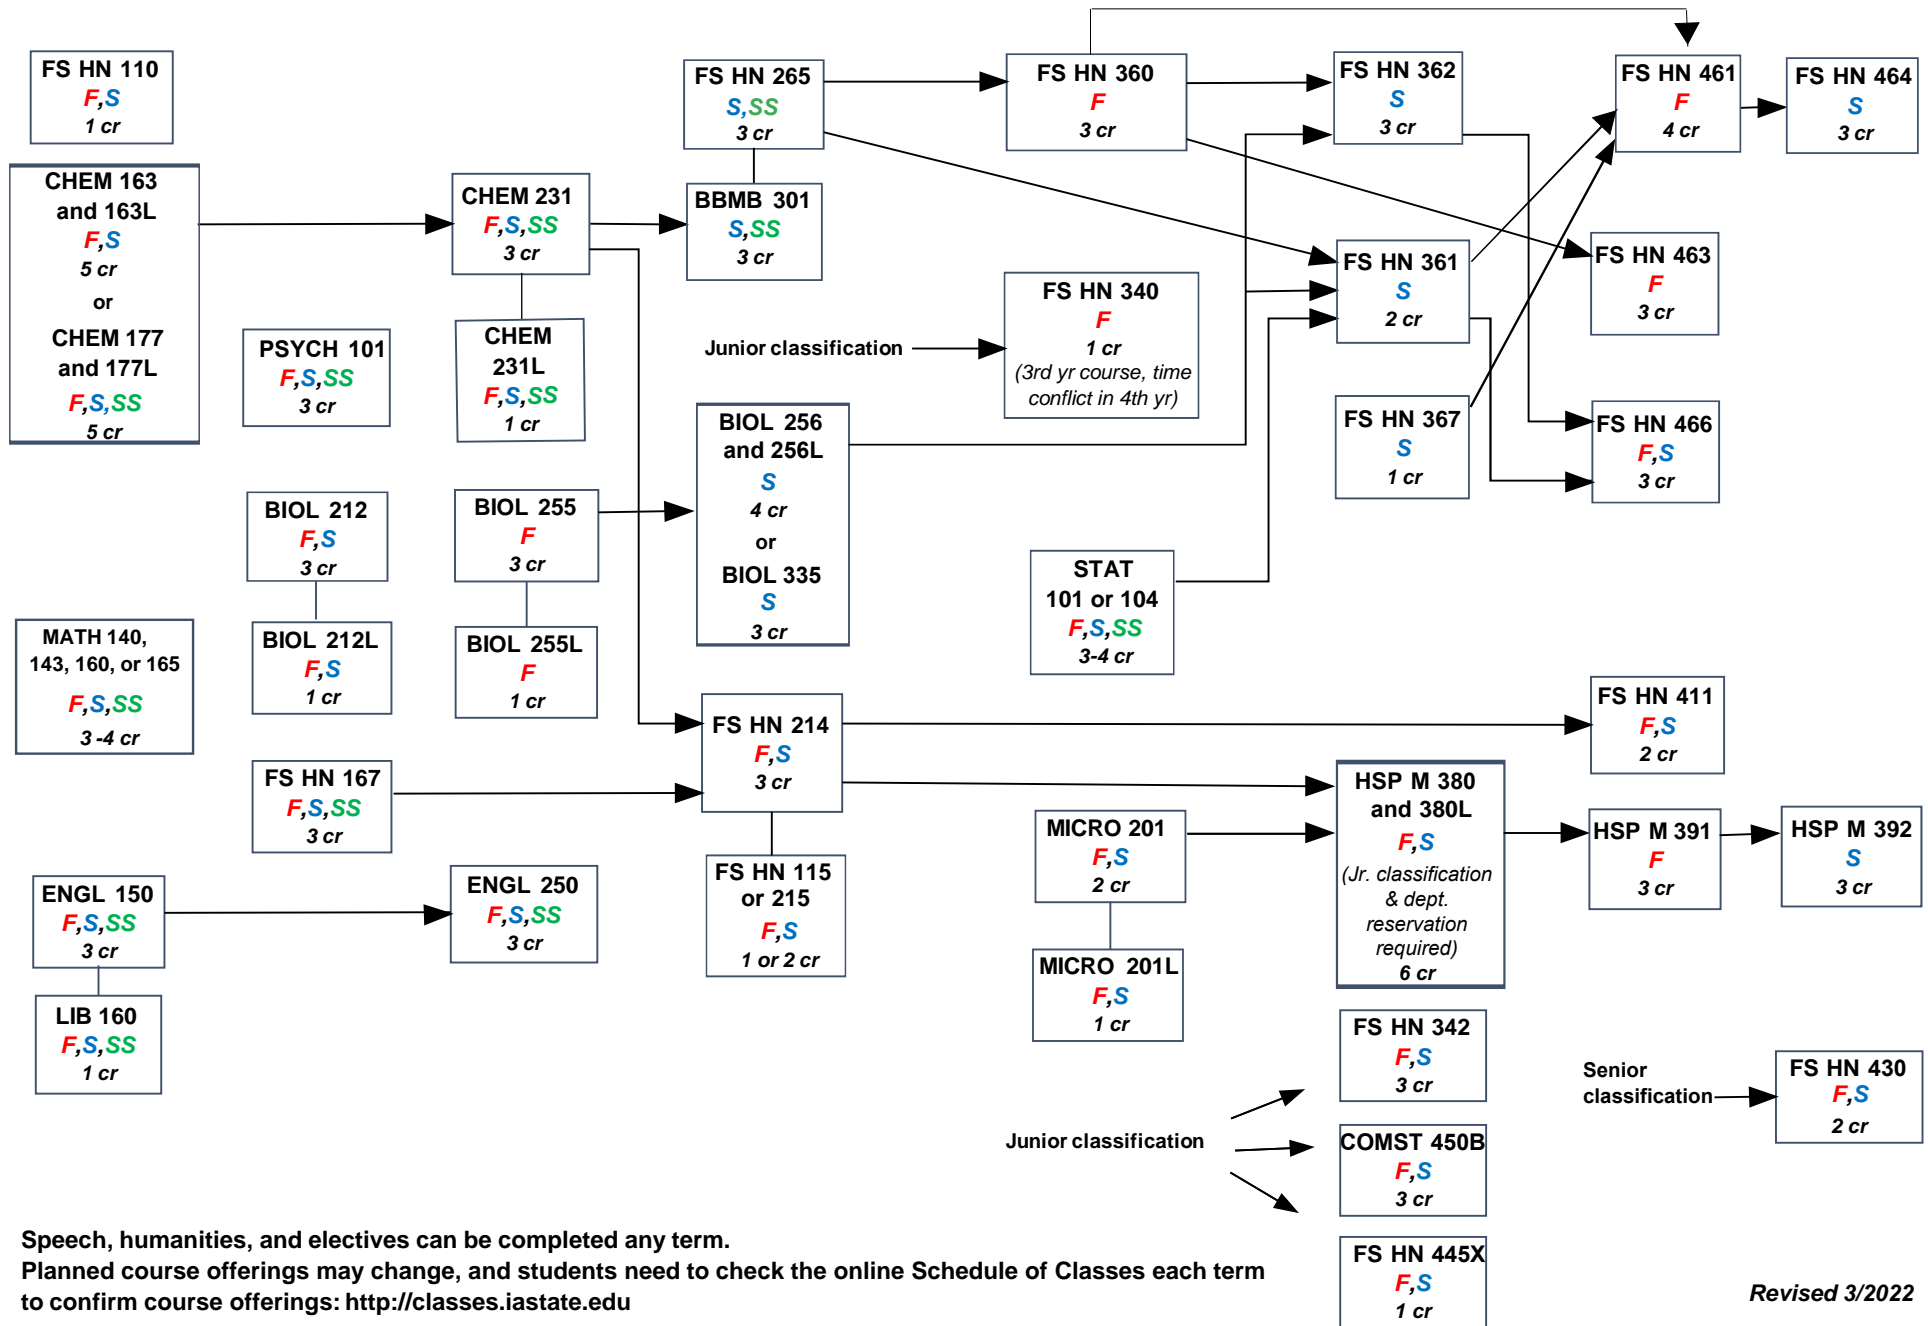 FS HN 110
F,S
1 cr
CHEM 163
and 163L
F,S
5 cr
or
CHEM 177
and 177L
F,S,SS
5 cr
MATH 140,
143, 160, or 165
F,S,SS
3 -4 cr
ENGL 150
F,S,SS
3 cr
LIB 160
F,S,SS
1 cr
PSYCH 101
F,S,SS
3 cr
BIOL 212
F,S
3 cr
BIOL 212L
F,S
1 cr
FS HN 167
F,S,SS
3 cr
CHEM 231
F,S,SS
3 cr
CHEM
231L
F,S,SS
1 cr
BIOL 255
F
3 cr
BIOL 255L
F
1 cr
ENGL 250
F,S,SS
3 cr
FS HN 265
S,SS
3 cr
BBMB 301
S,SS
3 cr
BIOL 256
and 256L
S
4 cr
or
BIOL 335
S
3 cr
FS HN 214
F,S
3 cr
FS HN 115
or 215
F,S
1 or 2 cr
FS HN 360
F
3 cr
Junior classification
FS HN 340
F
1 cr
(3rd yr course, time
conflict in 4th yr)
STAT
101 or 104
F,S,SS
3-4 cr
MICRO 201
F,S
2 cr
MICRO 201L
F,S
1 cr
FS HN 362
S
3 cr
FS HN 361
S
2 cr
FS HN 367
S
1 cr
HSP M 380
and 380L
F,S
(Jr. classification
& dept.
reservation
required)
6 cr
Junior classification
FS HN 342
F,S
3 cr
COMST 450B
F,S
3 cr
FS HN 445X
F,S
1 cr
FS HN 461
F
4 cr
FS HN 463
F
3 cr
FS HN 466
F,S
3 cr
FS HN 411
F,S
2 cr
HSP M 391
F
3 cr
FS HN 464
S
3 cr
HSP M 392
S
3 cr
Senior
classification
FS HN 430
F,S
2 cr
Speech, humanities, and electives can be completed any term.
Planned course offerings may change, and students need to check the online Schedule of Classes each term
to confirm course offerings: http://classes.iastate.edu
Revised 3/2022